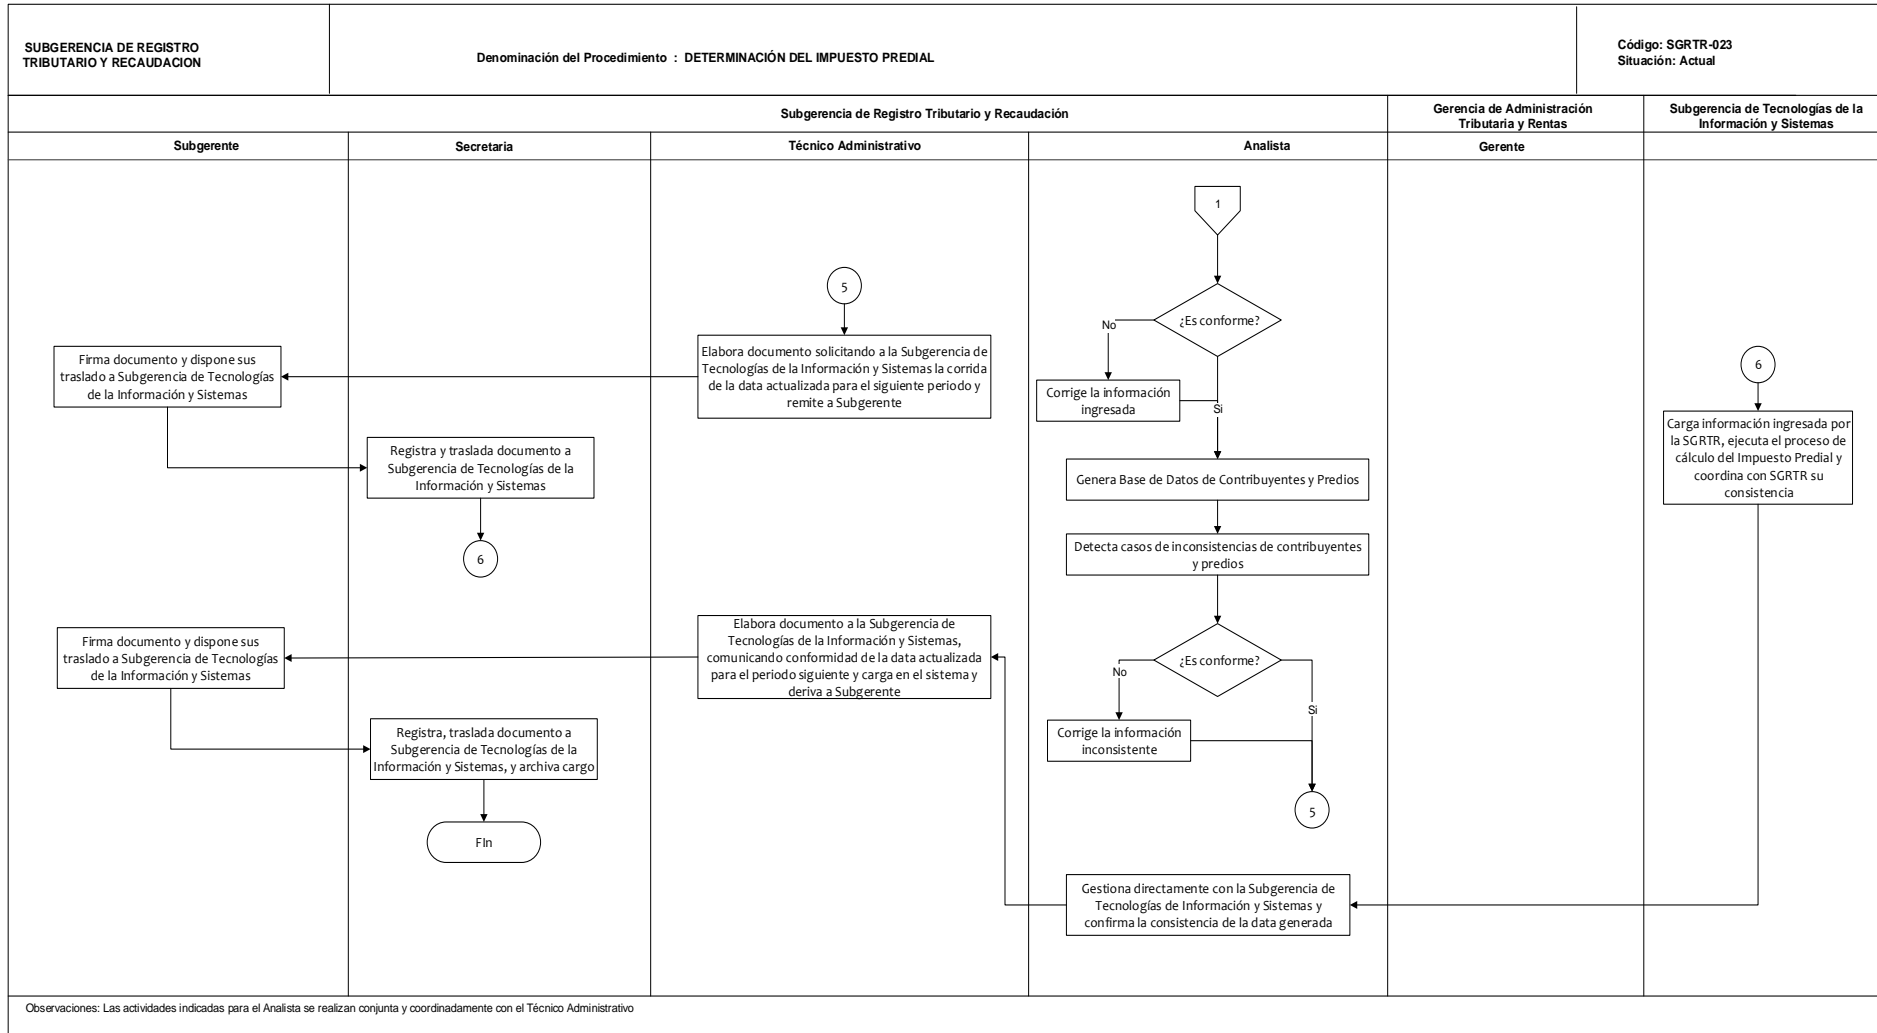 SUBGERENCIA DE REGISTRO
TRIBUTARIO Y RECAUDACION
Denominación del Procedimiento : DETERMINACIÓN DEL IMPUESTO PREDIAL
Código: SGRTR-023
Situación: Actual
Subgerencia de Registro Tributario y Recaudación
Gerencia de Administración
Tributaria y Rentas
Subgerencia de Tecnologías de la
Información y Sistemas
Subgerente
Secretaria
Técnico Administrativo
Analista
Gerente
1
5
¿Es conforme?
No
Si
Elabora documento solicitando a la Subgerencia de
Tecnologías de la Información y Sistemas la corrida
de la data actualizada para el siguiente periodo y
remite a Subgerente
Firma documento y dispone sus
traslado a Subgerencia de Tecnologías
de la Información y Sistemas
Corrige la información
ingresada
6
Carga información ingresada por
la SGRTR, ejecuta el proceso de
cálculo del Impuesto Predial y
coordina con SGRTR su
consistencia
Registra y traslada documento a
Subgerencia de Tecnologías de la
Información y Sistemas
Genera Base de Datos de Contribuyentes y Predios
6
Detecta casos de inconsistencias de contribuyentes
y predios
Elabora documento a la Subgerencia de
Tecnologías de la Información y Sistemas,
comunicando conformidad de la data actualizada
para el periodo siguiente y carga en el sistema y
deriva a Subgerente
Firma documento y dispone sus
traslado a Subgerencia de Tecnologías
de la Información y Sistemas
¿Es conforme?
No
Si
Registra, traslada documento a
Subgerencia de Tecnologías de la
Información y Sistemas, y archiva cargo
Corrige la información
inconsistente
5
FIn
Gestiona directamente con la Subgerencia de
Tecnologías de Información y Sistemas y
confirma la consistencia de la data generada
Observaciones: Las actividades indicadas para el Analista se realizan conjunta y coordinadamente con el Técnico Administrativo